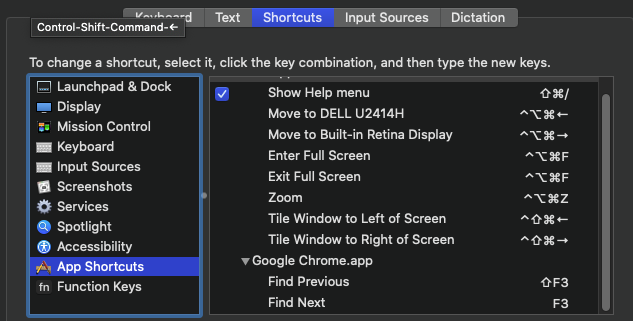 Keyboard Text Shortcuts Input Sources Dictation
Control-Shift-Command-←
To change a shortcut, select it, click the key combination, and then type the new keys.
Launchpad & Dock
Display
Mission Control
Keyboard
Input Sources
Screenshots
Services
Spotlight
Accessibility
App Shortcuts
fn Function Keys
Show Help menu ⇧⌘/
Move to DELL U2414H ^⌥⌘←
Move to Built-in Retina Display ^⌥⌘→
Enter Full Screen ^⌥⌘F
Exit Full Screen ^⌥⌘F
Zoom ^⌥⌘Z
Tile Window to Left of Screen ^⇧⌘←
Tile Window to Right of Screen ^⇧⌘→
▼Google Chrome.app
Find Previous ⇧F3
Find Next F3